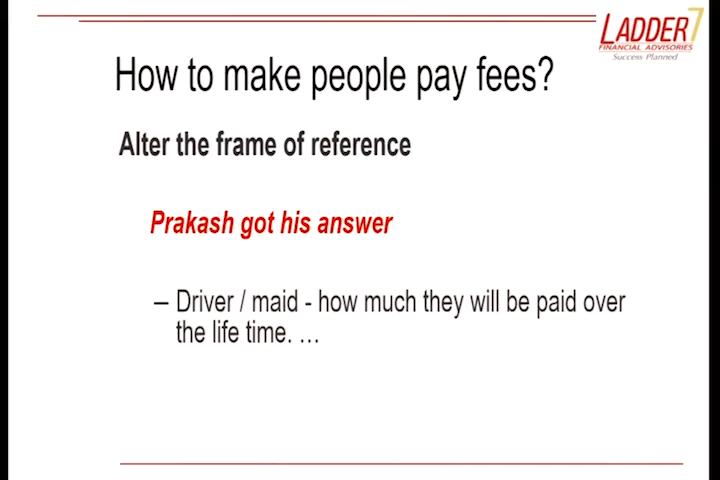 LADDER7
FINANCIAL ADVISORIES
Success Planned
How to make people pay fees?
Alter the frame of reference
Prakash got his answer
– Driver / maid - how much they will be paid over
the life time. …